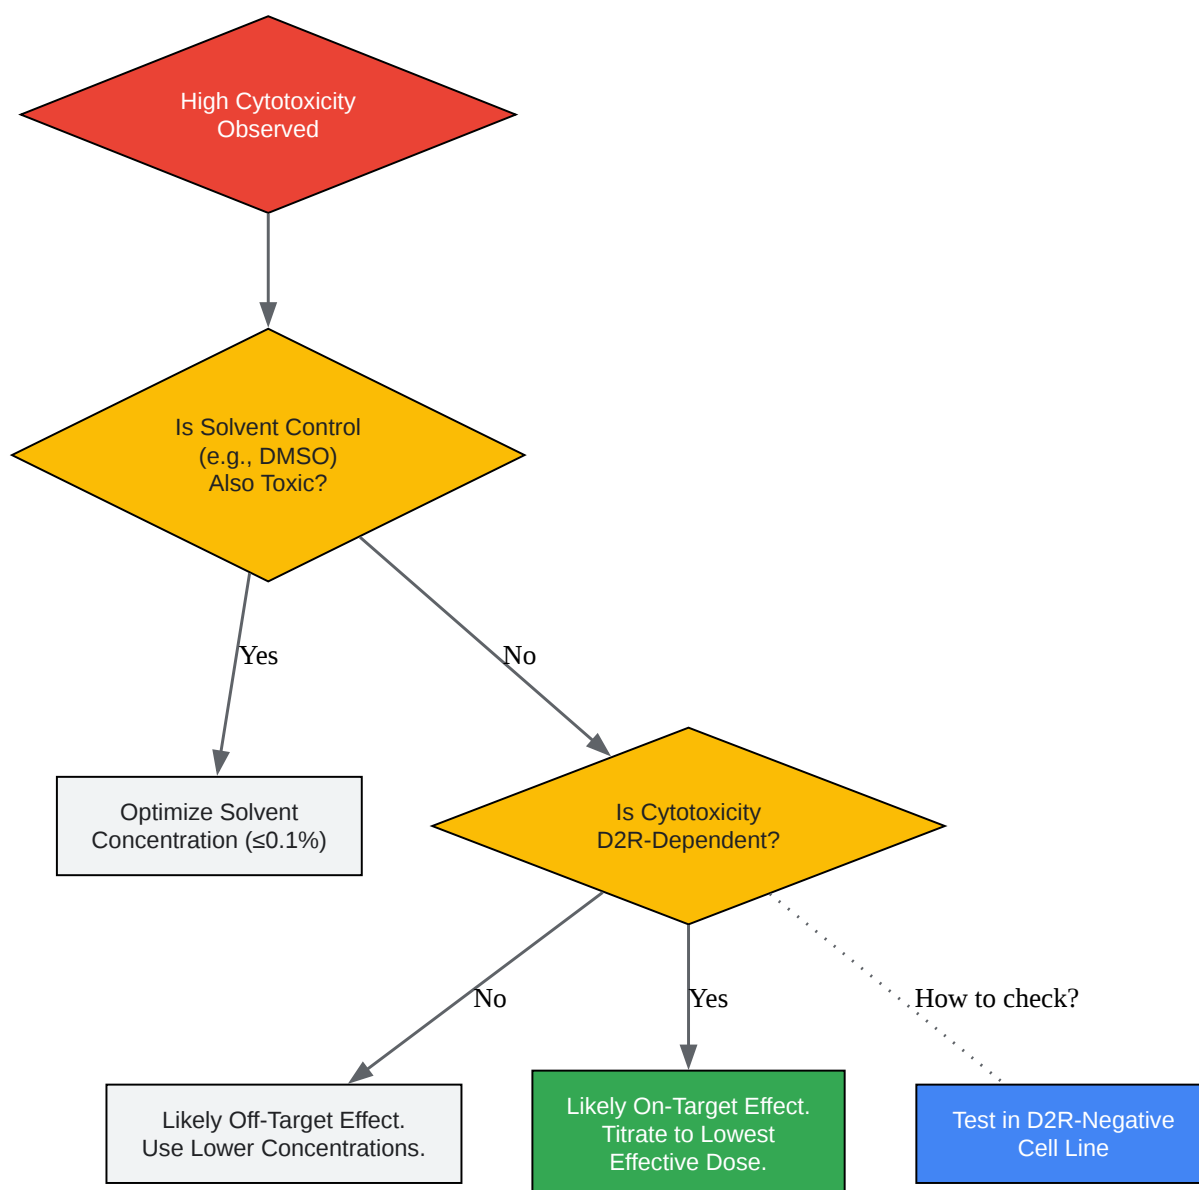 High Cytotoxicity
Observed
Is Solvent Control
(e.g., DMSO)
Also Toxic?
Yes
No
Optimize Solvent
Concentration (≤0.1%)
Is Cytotoxicity
D2R-Dependent?
No
Yes
How to check?
Likely Off-Target Effect.
Use Lower Concentrations.
Likely On-Target Effect.
Titrate to Lowest
Effective Dose.
Test in D2R-Negative
Cell Line